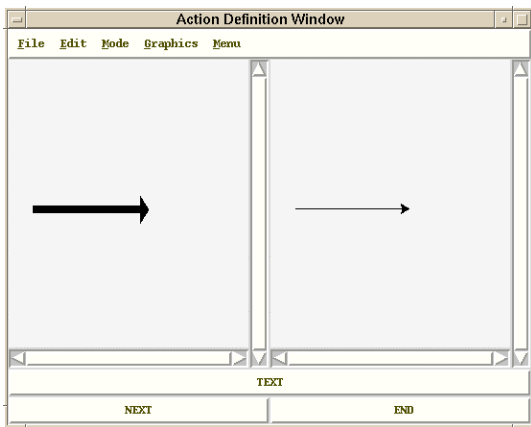 Action Definition Window
File Edit Mode Graphics Menu
TEXT
NEXT END